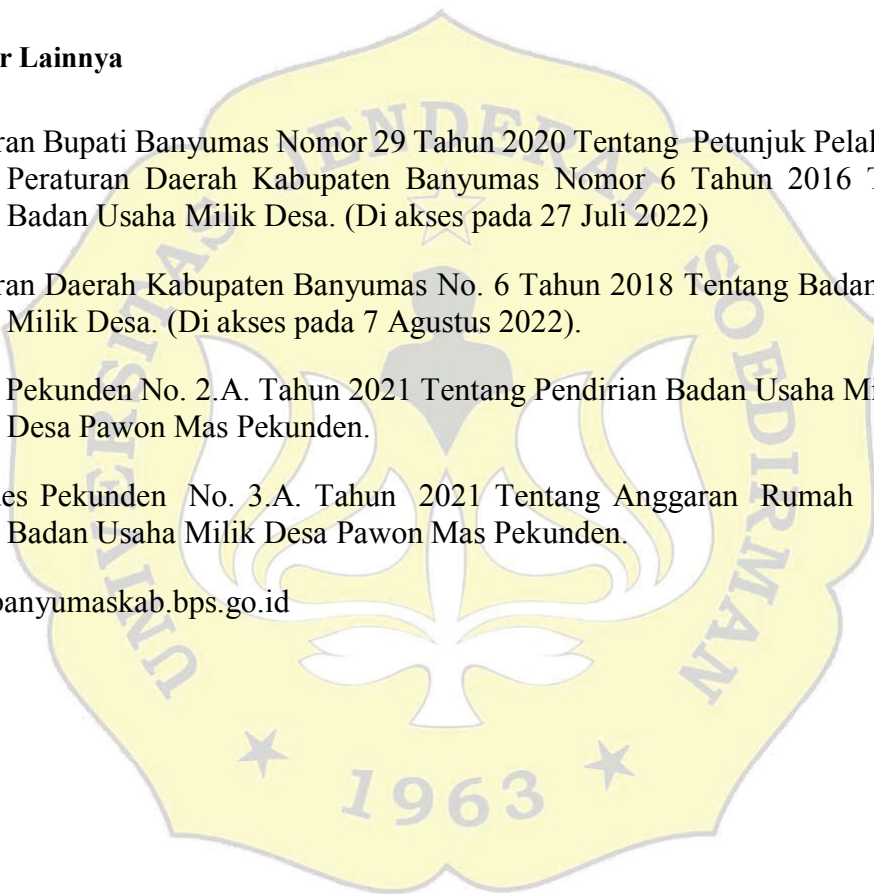 r Lainnya
ran Bupati Banyumas Nomor 29 Tahun 2020 Tentang Petunjuk Pelak
Peraturan Daerah Kabupaten Banyumas Nomor 6 Tahun 2016 T
Badan Usaha Milik Desa. (Di akses pada 27 Juli 2022)
ran Daerah Kabupaten Banyumas No. 6 Tahun 2018 Tentang Badan
Milik Desa. (Di akses pada 7 Agustus 2022).
Pekunden No. 2.A. Tahun 2021 Tentang Pendirian Badan Usaha Mi
Desa Pawon Mas Pekunden.
es Pekunden No. 3.A. Tahun 2021 Tentang Anggaran Rumah
Badan Usaha Milik Desa Pawon Mas Pekunden.
banyumaskab.bps.go.id
UNIVERSITAS JENDERAL SOEDIRMAN
1963